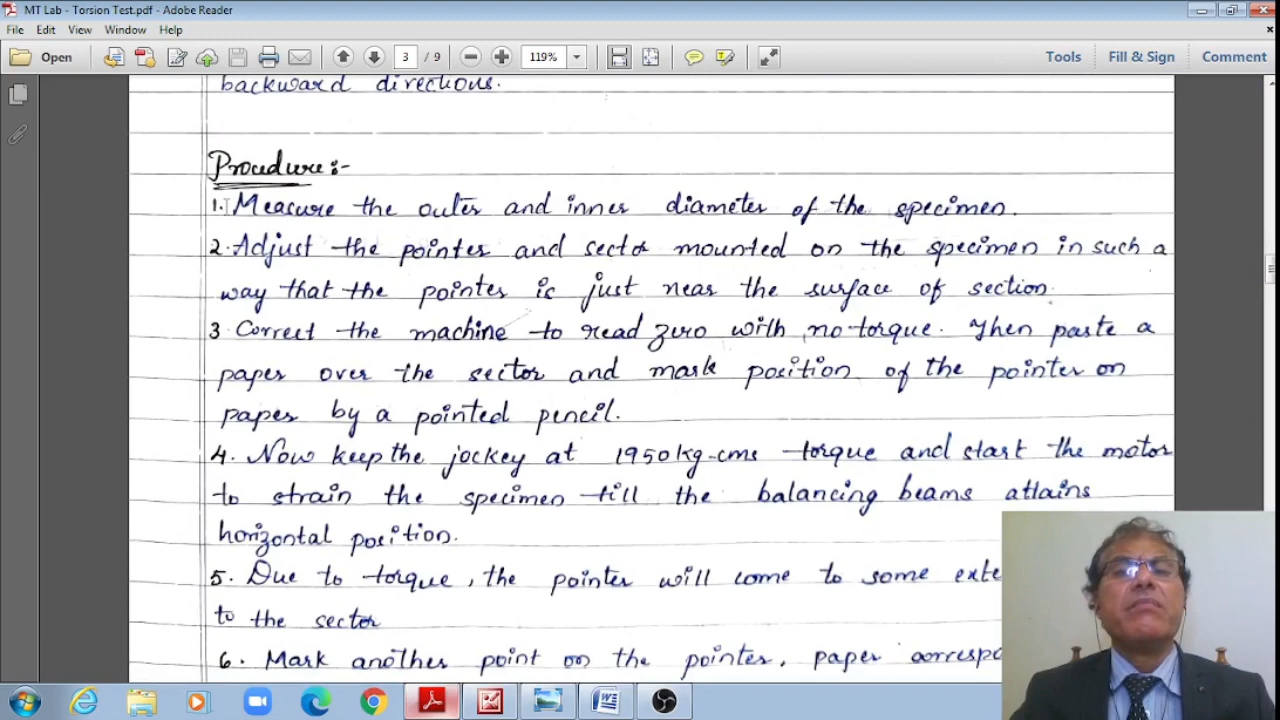 MT Lab - Torsion Test.pdf - Adobe Reader
File Edit View Window Help
Open 3 / 9 119% Tools Fill & Sign Comment
backward directions.
Procedure:-
1. Measure the outer and inner diameter of the specimen.
2. Adjust the pointer and sector mounted on the specimen in such a
way that the pointer is just near the surface of section.
3. Correct the machine to read zero with no torque. Then paste a
paper over the sector and mark position of the pointer on
paper by a pointed pencil.
4. Now keep the jockey at 1950 kg-cms torque and start the motor
to strain the specimen till the balancing beams attains
horizontal position.
5. Due to torque, the pointer will come to some exte
to the sector
6. Mark another point on the pointer, paper correspo